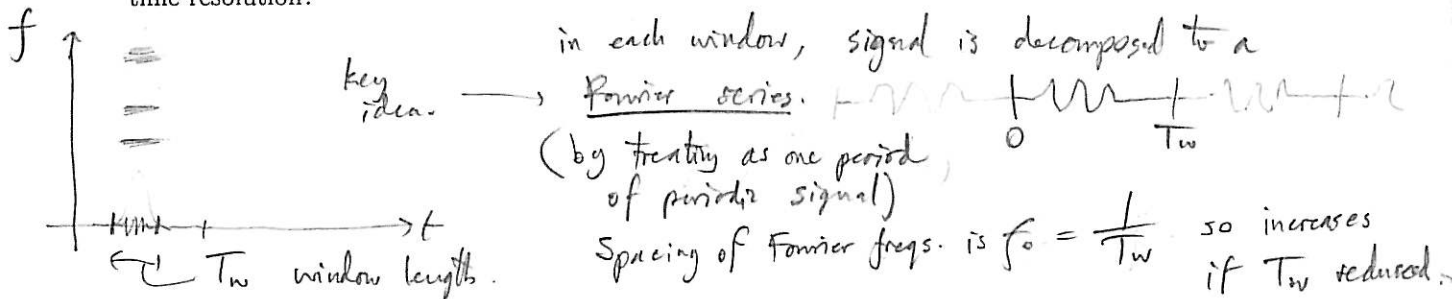 time resolution.
f
in each window, signal is decomposed to a
key idea. → Fourier series.
0 Tw
(by treating as one period
of periodic signal)
t
Tw window length.
Spacing of Fourier freqs. is f₀ = 1/Tw so increases
if Tw reduced.